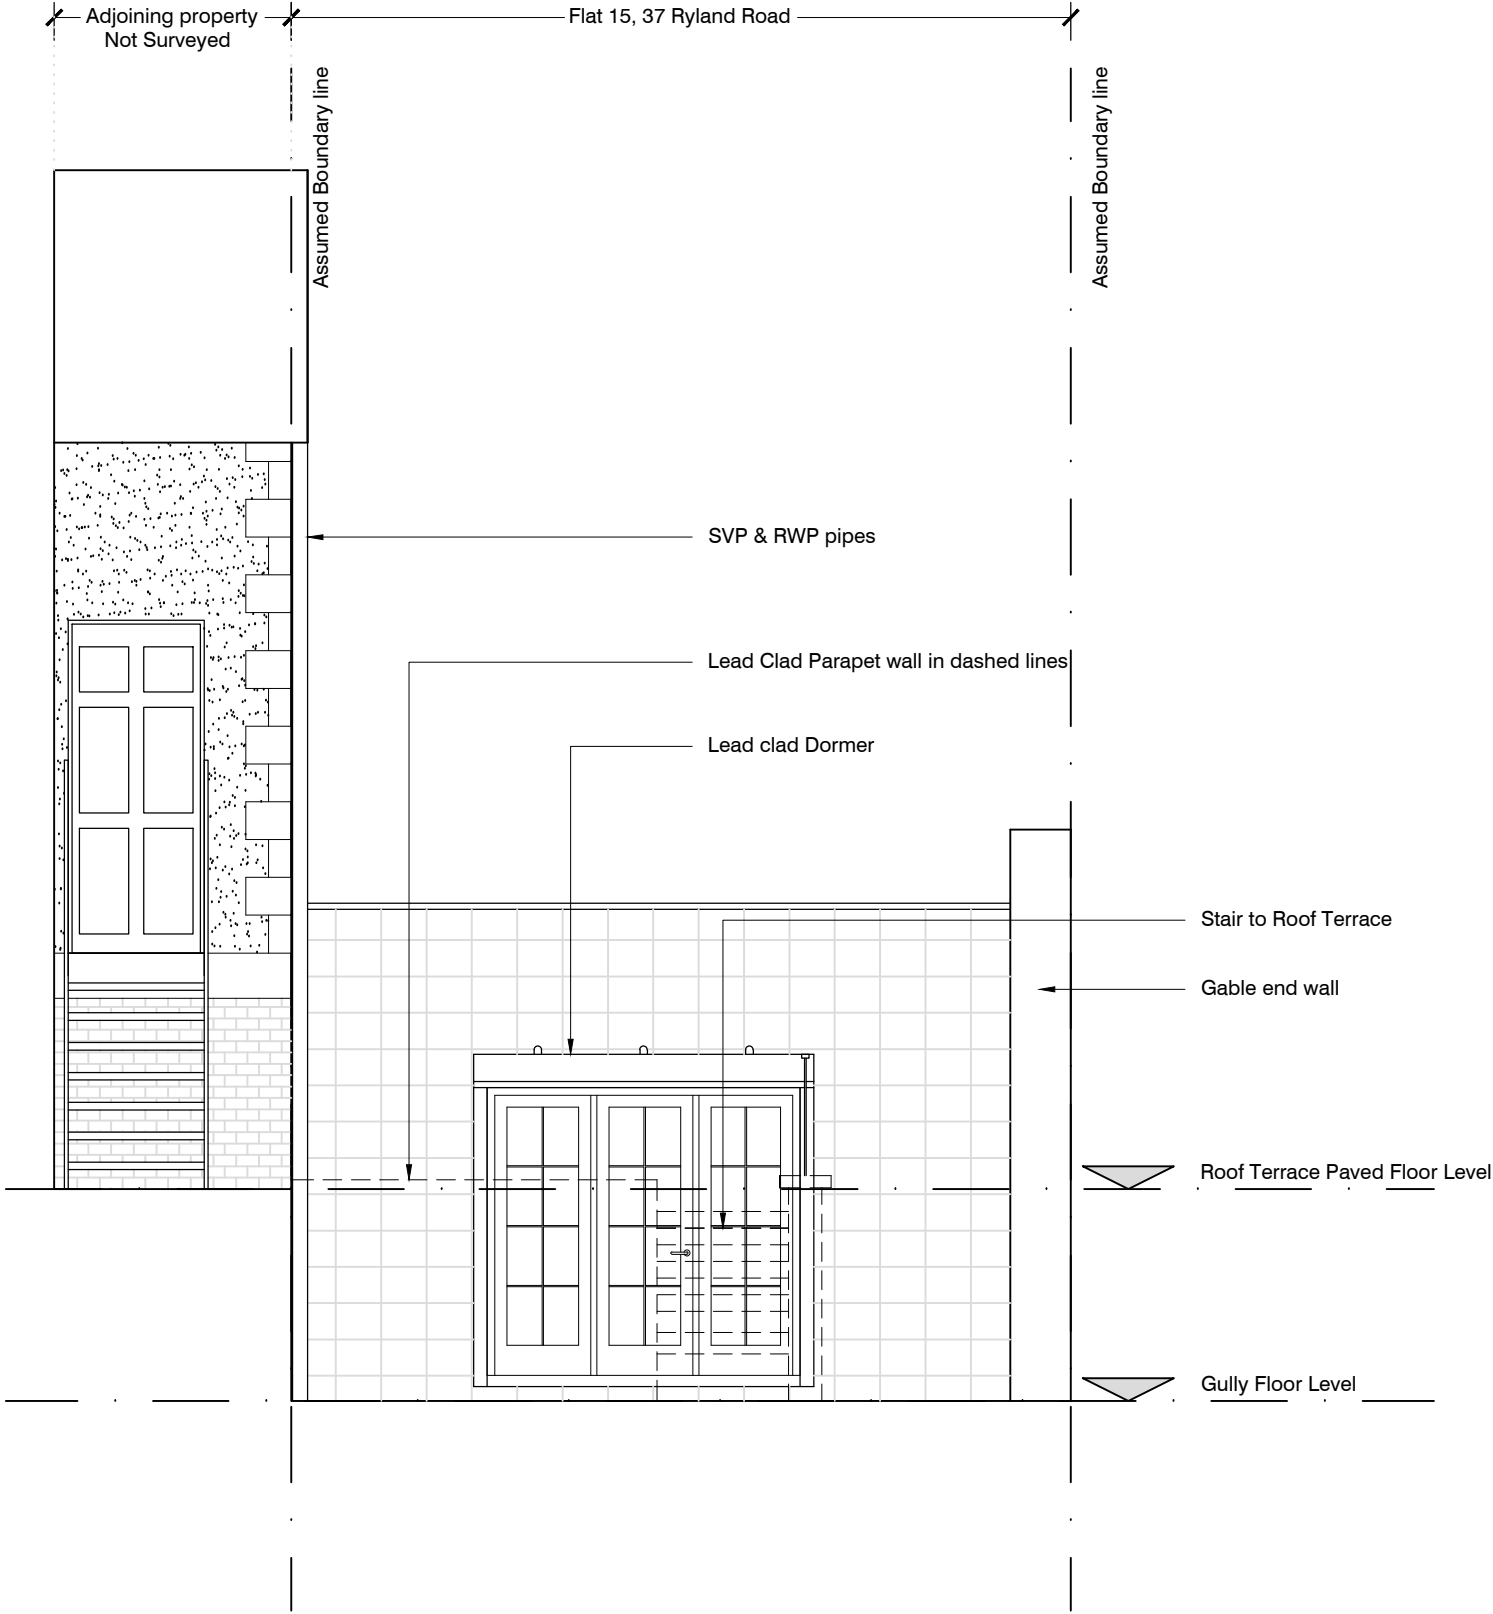 Adjoining property
Not Surveyed
Flat 15, 37 Ryland Road
Assumed Boundary line
Assumed Boundary line
SVP & RWP pipes
Lead Clad Parapet wall in dashed lines
Lead clad Dormer
Stair to Roof Terrace
Gable end wall
Roof Terrace Paved Floor Level
Gully Floor Level